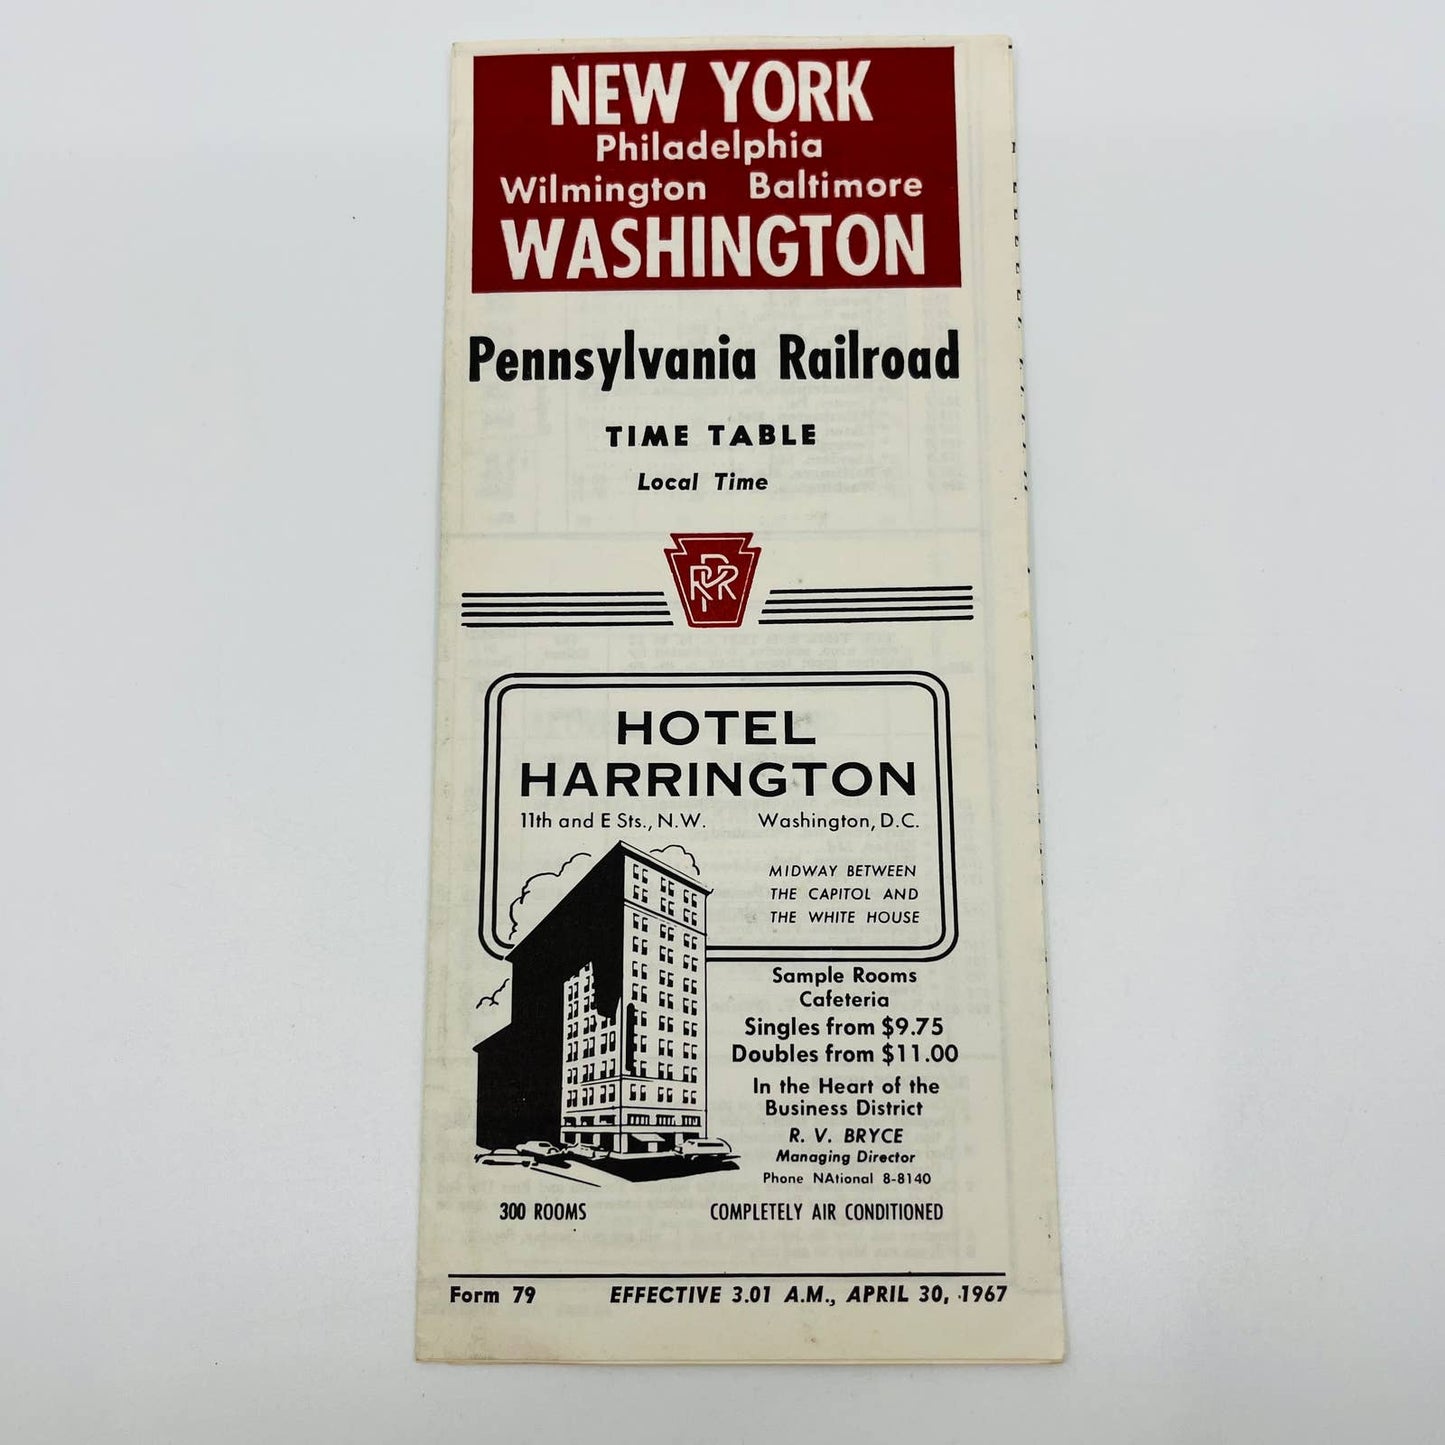 NEW YORK
Philadelphia
Wilmington Baltimore
WASHINGTON
Pennsylvania Railroad
TIME TABLE
Local Time
PRR
HOTEL
HARRINGTON
11th and E Sts., N.W. Washington, D.C.
MIDWAY BETWEEN
THE CAPITOL AND
THE WHITE HOUSE
Sample Rooms
Cafeteria
Singles from $9.75
Doubles from $11.00
In the Heart of the
Business District
R. V. BRYCE
Managing Director
Phone NAtional 8-8140
300 ROOMS COMPLETELY AIR CONDITIONED
Form 79 EFFECTIVE 3.01 A.M., APRIL 30, 1967